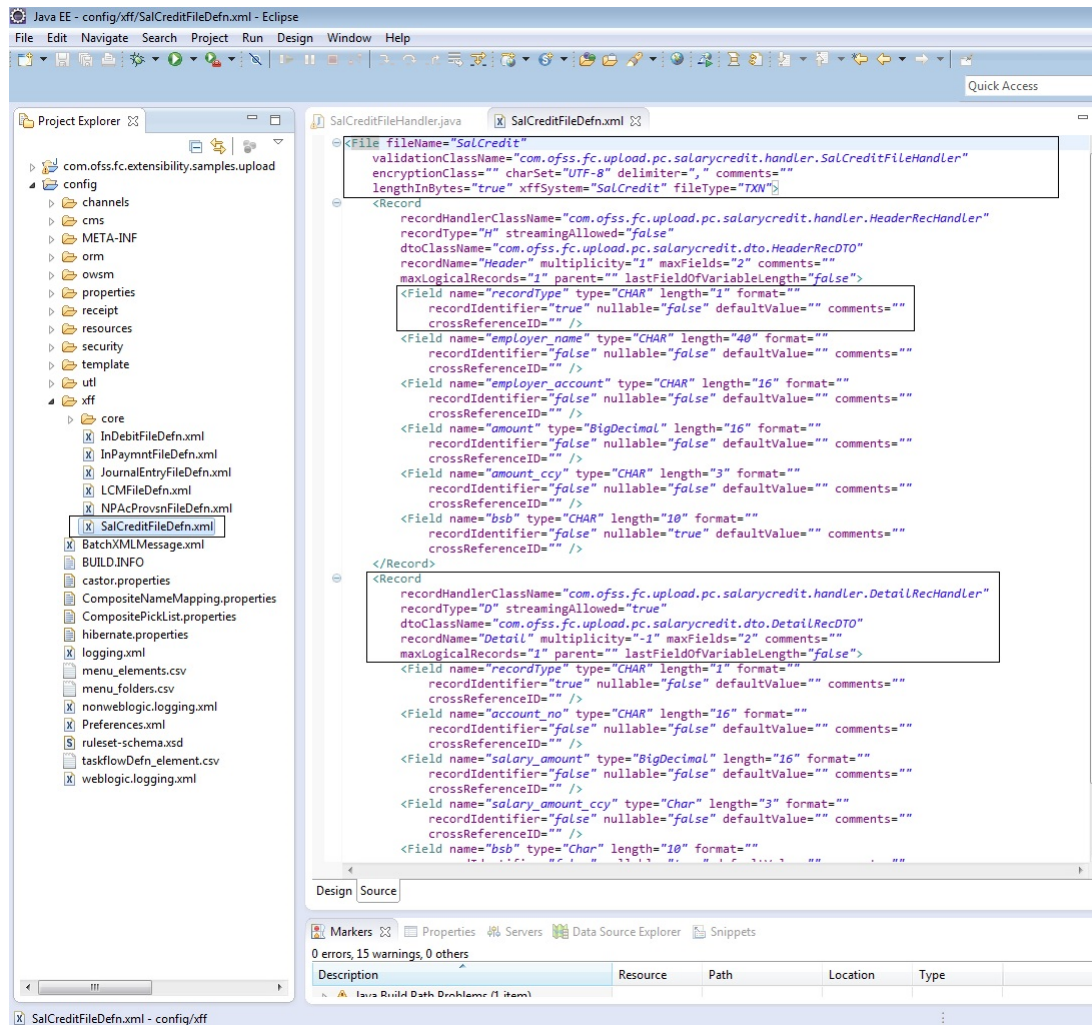 Java EE - config/xff/SalCreditFileDefn.xml - Eclipse
File Edit Navigate Search Project Run Design Window Help
Quick Access
Project Explorer
com.ofss.fc.extensibility.samples.upload
config
channels
cms
META-INF
orm
owsm
properties
receipt
resources
security
template
utl
xff
core
InDebitFileDefn.xml
InPaymntFileDefn.xml
JournalEntryFileDefn.xml
LCMFileDefn.xml
NPAcProvsnFileDefn.xml
SalCreditFileDefn.xml
BatchXMLMessage.xml
BUILD.INFO
castor.properties
CompositeNameMapping.properties
CompositePickList.properties
hibernate.properties
logging.xml
menu_elements.csv
menu_folders.csv
nonweblogic.logging.xml
Preferences.xml
ruleset-schema.xsd
taskflowDefn_element.csv
weblogic.logging.xml
SalCreditFileHandler.java SalCreditFileDefn.xml
<File fileName="SalCredit"
validationClassName="com.ofss.fc.upload.pc.salarycredit.handler.SalCreditFileHandler"
encryptionClass="" charSet="UTF-8" delimiter="," comments=""
lengthInBytes="true" xffSystem="SalCredit" fileType="TXN">
<Record
recordHandlerClassName="com.ofss.fc.upload.pc.salarycredit.handler.HeaderRecHandler"
recordType="H" streamingAllowed="false"
dtoClassName="com.ofss.fc.upload.pc.salarycredit.dto.HeaderRecDTO"
recordName="Header" multiplicity="1" maxFields="2" comments=""
maxLogicalRecords="1" parent="" lastFieldOfVariableLength="false">
<Field name="recordType" type="CHAR" length="1" format=""
recordIdentifier="true" nullable="false" defaultValue="" comments=""
crossReferenceID="" />
<Field name="employer_name" type="CHAR" length="40" format=""
recordIdentifier="false" nullable="false" defaultValue="" comments=""
crossReferenceID="" />
<Field name="employer_account" type="CHAR" length="16" format=""
recordIdentifier="false" nullable="false" defaultValue="" comments=""
crossReferenceID="" />
<Field name="amount" type="BigDecimal" length="16" format=""
recordIdentifier="false" nullable="false" defaultValue="" comments=""
crossReferenceID="" />
<Field name="amount_ccy" type="CHAR" length="3" format=""
recordIdentifier="false" nullable="false" defaultValue="" comments=""
crossReferenceID="" />
<Field name="bsb" type="CHAR" length="10" format=""
recordIdentifier="false" nullable="true" defaultValue="" comments=""
crossReferenceID="" />
</Record>
<Record
recordHandlerClassName="com.ofss.fc.upload.pc.salarycredit.handler.DetailRecHandler"
recordType="D" streamingAllowed="true"
dtoClassName="com.ofss.fc.upload.pc.salarycredit.dto.DetailRecDTO"
recordName="Detail" multiplicity="-1" maxFields="2" comments=""
maxLogicalRecords="1" parent="" lastFieldOfVariableLength="false">
<Field name="recordType" type="CHAR" length="1" format=""
recordIdentifier="true" nullable="false" defaultValue="" comments=""
crossReferenceID="" />
<Field name="account_no" type="CHAR" length="16" format=""
recordIdentifier="false" nullable="false" defaultValue="" comments=""
crossReferenceID="" />
<Field name="salary_amount" type="BigDecimal" length="16" format=""
recordIdentifier="false" nullable="false" defaultValue="" comments=""
crossReferenceID="" />
<Field name="salary_amount_ccy" type="Char" length="3" format=""
recordIdentifier="false" nullable="false" defaultValue="" comments=""
crossReferenceID="" />
<Field name="bsb" type="Char" length="10" format=""
Design Source
Markers Properties Servers Data Source Explorer Snippets
0 errors, 15 warnings, 0 others
Description Resource Path Location Type
Java Build Path Problems (1 item)
SalCreditFileDefn.xml - config/xff